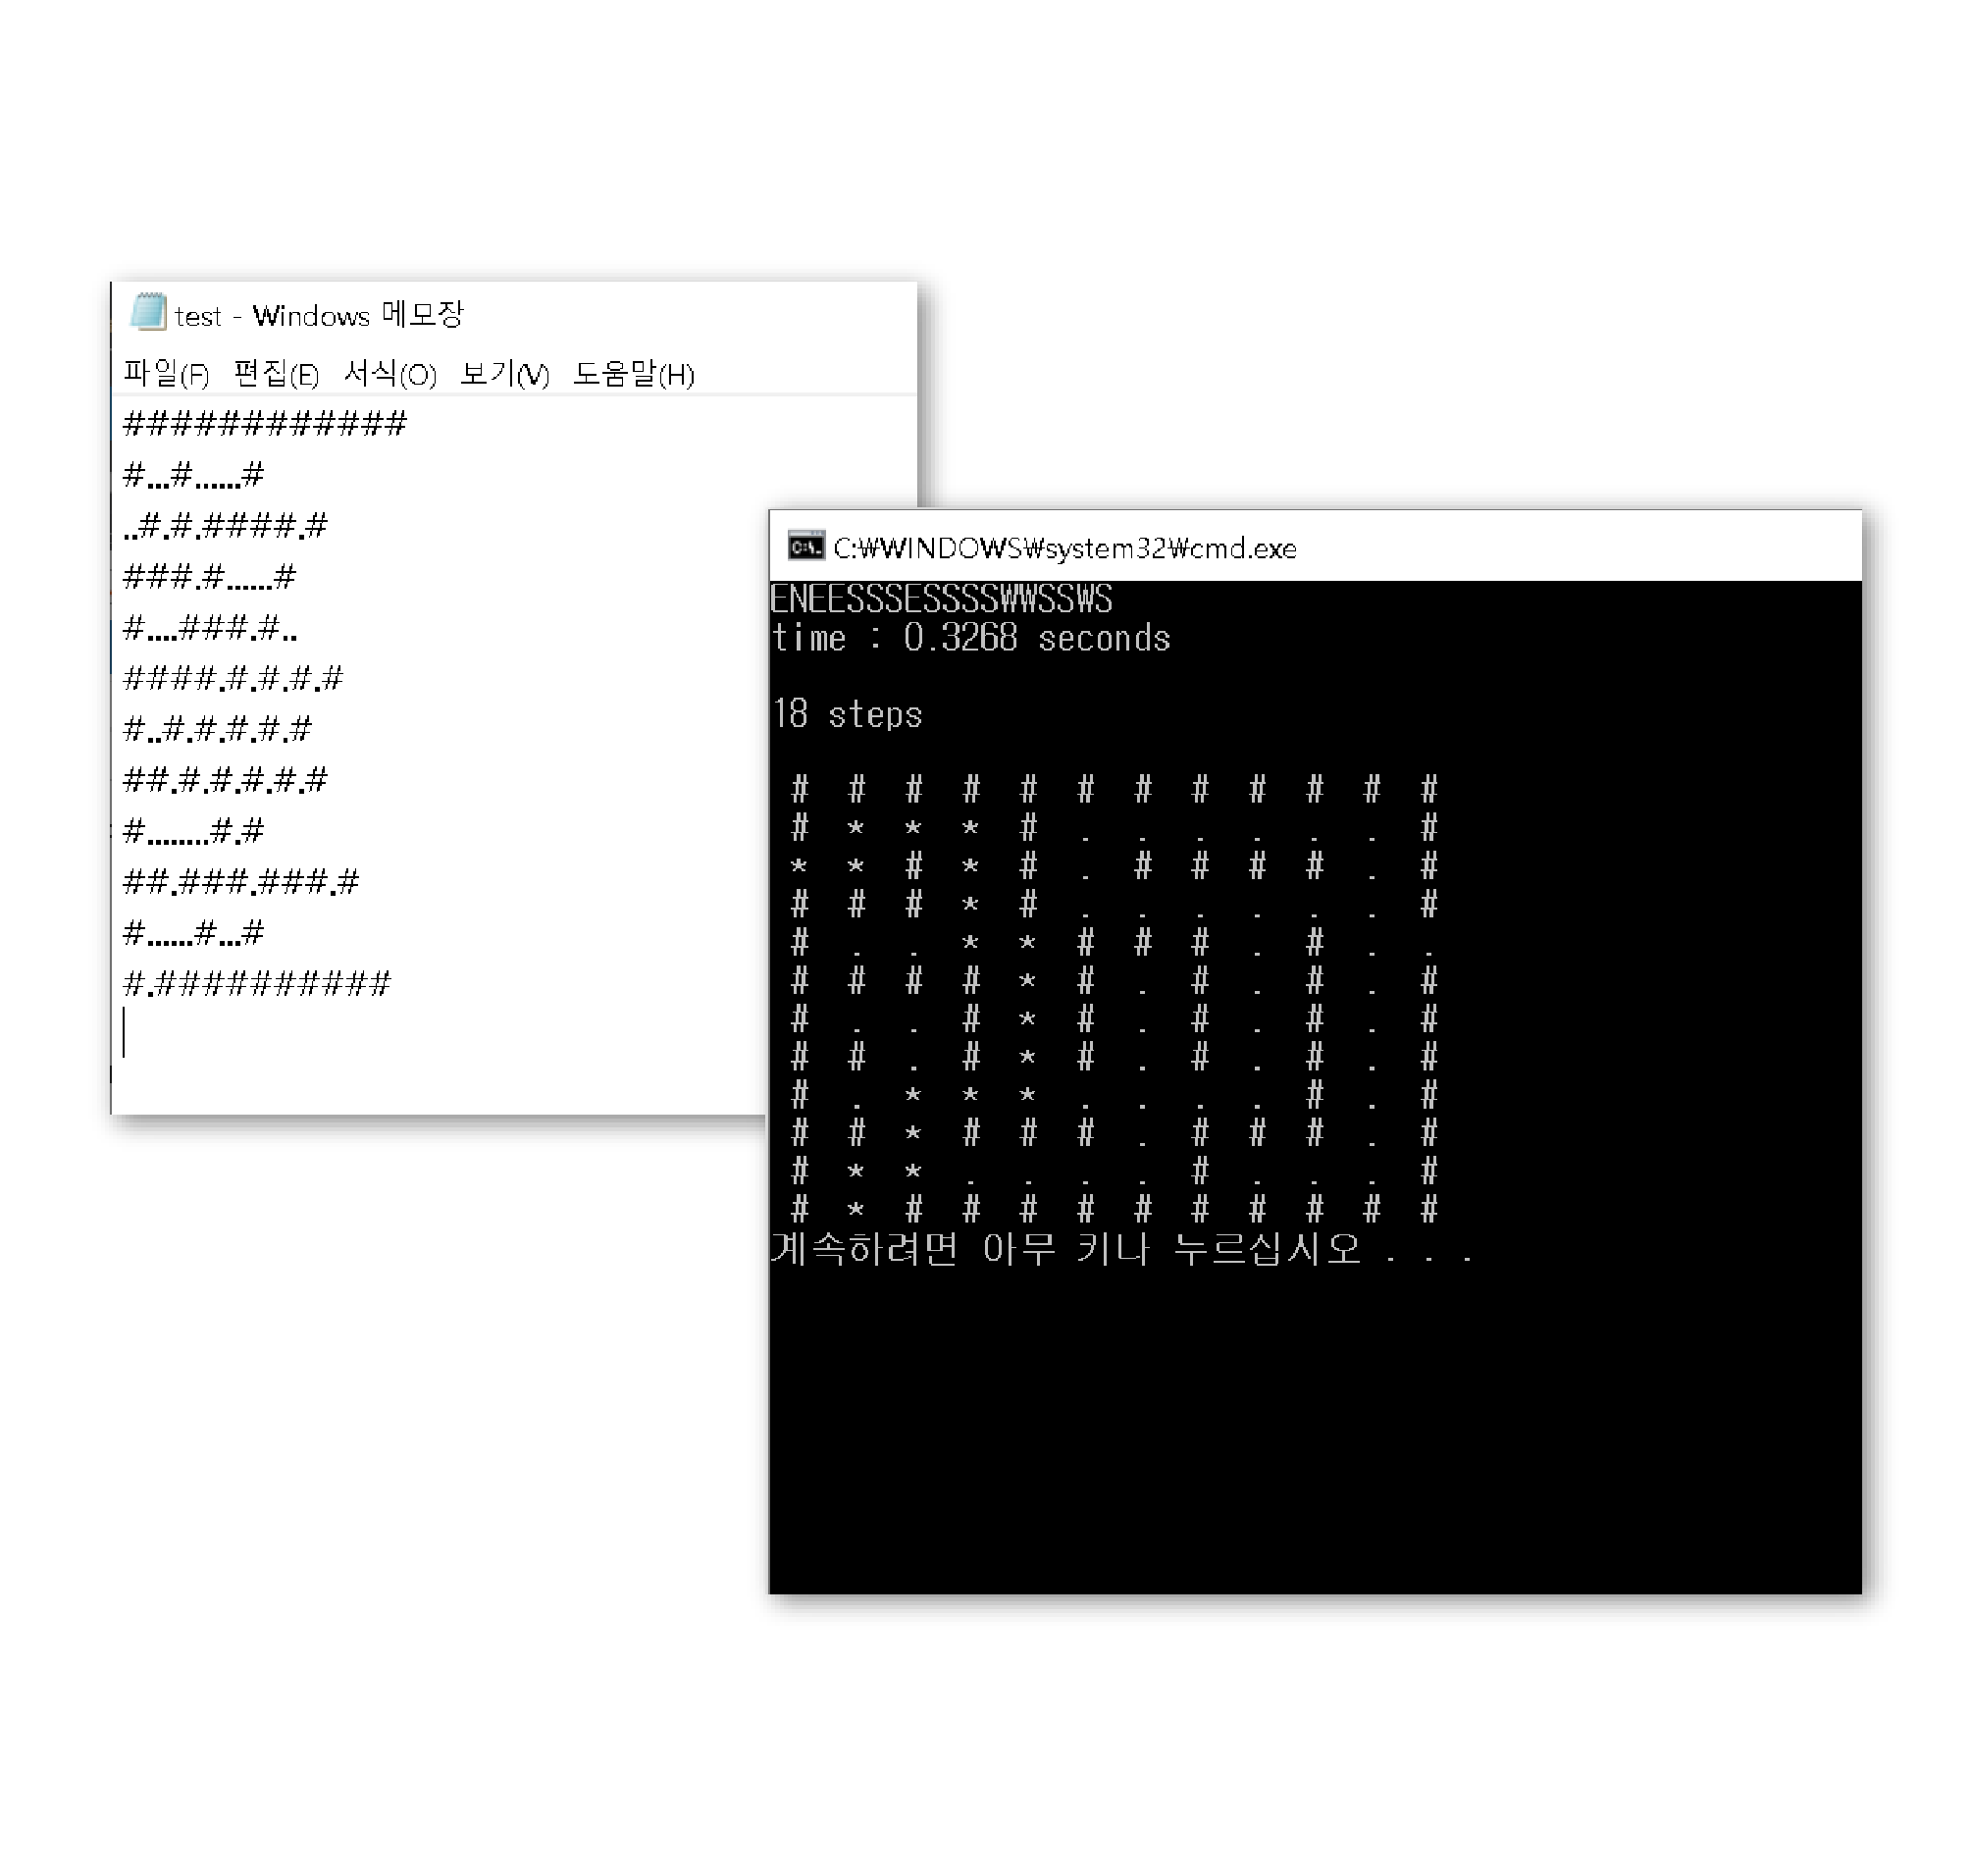 test - Windows 메모장
파일(F) 편집(E) 서식(O) 보기(V) 도움말(H)
############
#...#......#
..#.#.####.#
###.#......#
#....###.#..
####.#.#.#.#
#..#.#.#.#.#
##.#.#.#.#.#
#........#.#
##.###.###.#
#......#...#
#.##########
C:₩WINDOWS₩system32₩cmd.exe
ENEESSSESSSSWWSSWS
time : 0.3268 seconds
18 steps
# # # # # # # # # # # #
# * * * # . . . . . . #
* * # * # . # # # # . #
# # # * # . . . . . . #
# . . * * # # # . # . .
# # # # * # . # . # . #
# . . # * # . # . # . #
# # . # * # . # . # . #
# . * * * . . . . # . #
# # * # # # . # # # . #
# * * . . . . # . . . #
# * # # # # # # # # # #
계속하려면 아무 키나 누르십시오 . . .